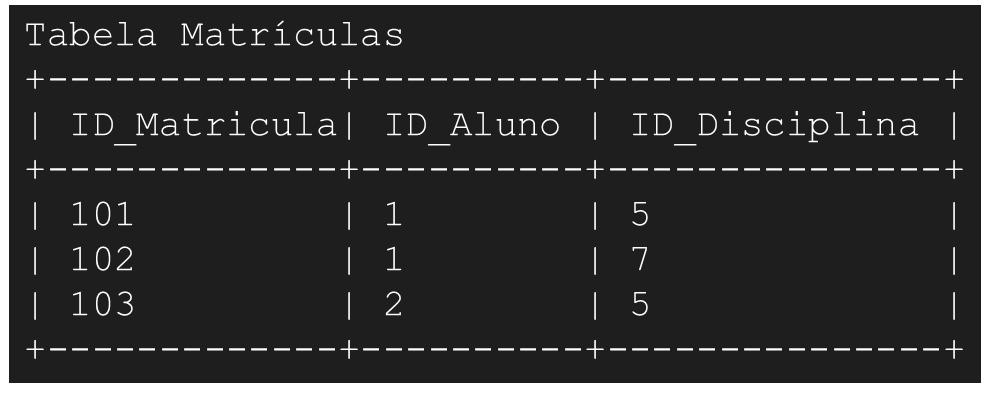 Tabela Matrículas
+-------------+----------+---------------+
| ID_Matricula| ID_Aluno | ID_Disciplina |
+-------------+----------+---------------+
| 101         | 1        | 5             |
| 102         | 1        | 7             |
| 103         | 2        | 5             |
+-------------+----------+---------------+